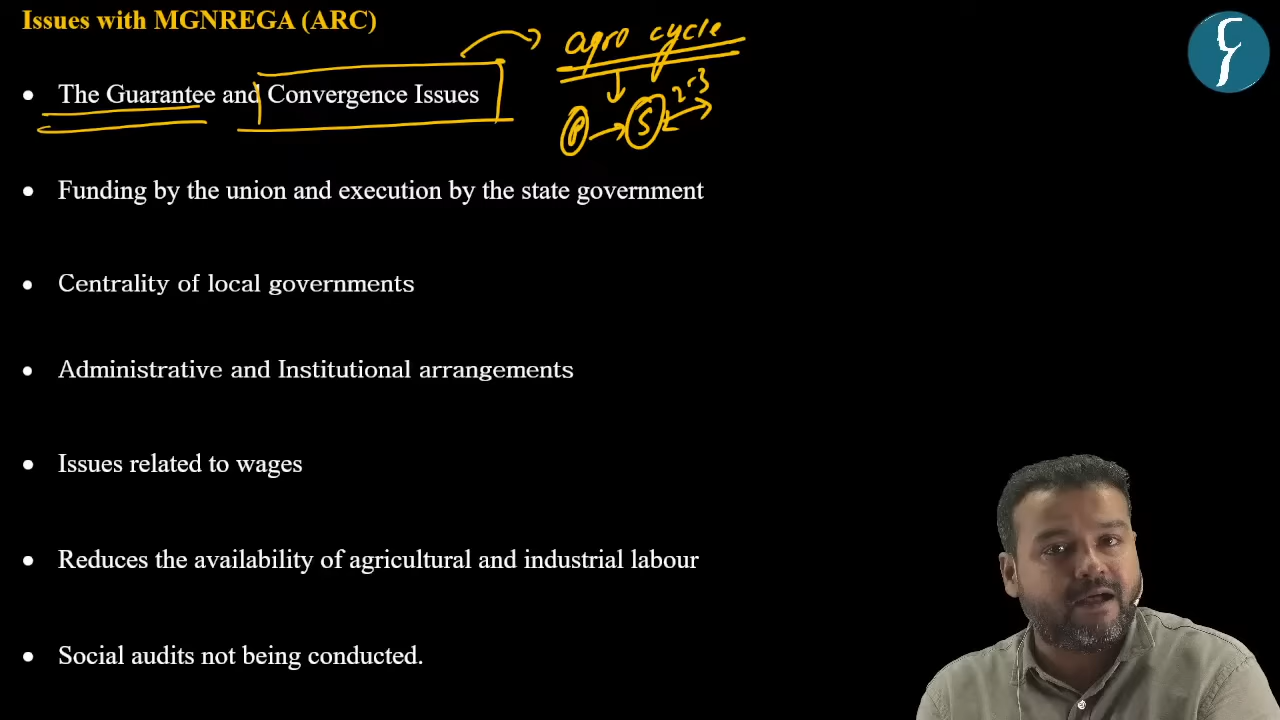 Issues with MGNREGA (ARC)
agro cycle
• The Guarantee and Convergence Issues
P → S 2-3
• Funding by the union and execution by the state government
• Centrality of local governments
• Administrative and Institutional arrangements
• Issues related to wages
• Reduces the availability of agricultural and industrial labour
• Social audits not being conducted.